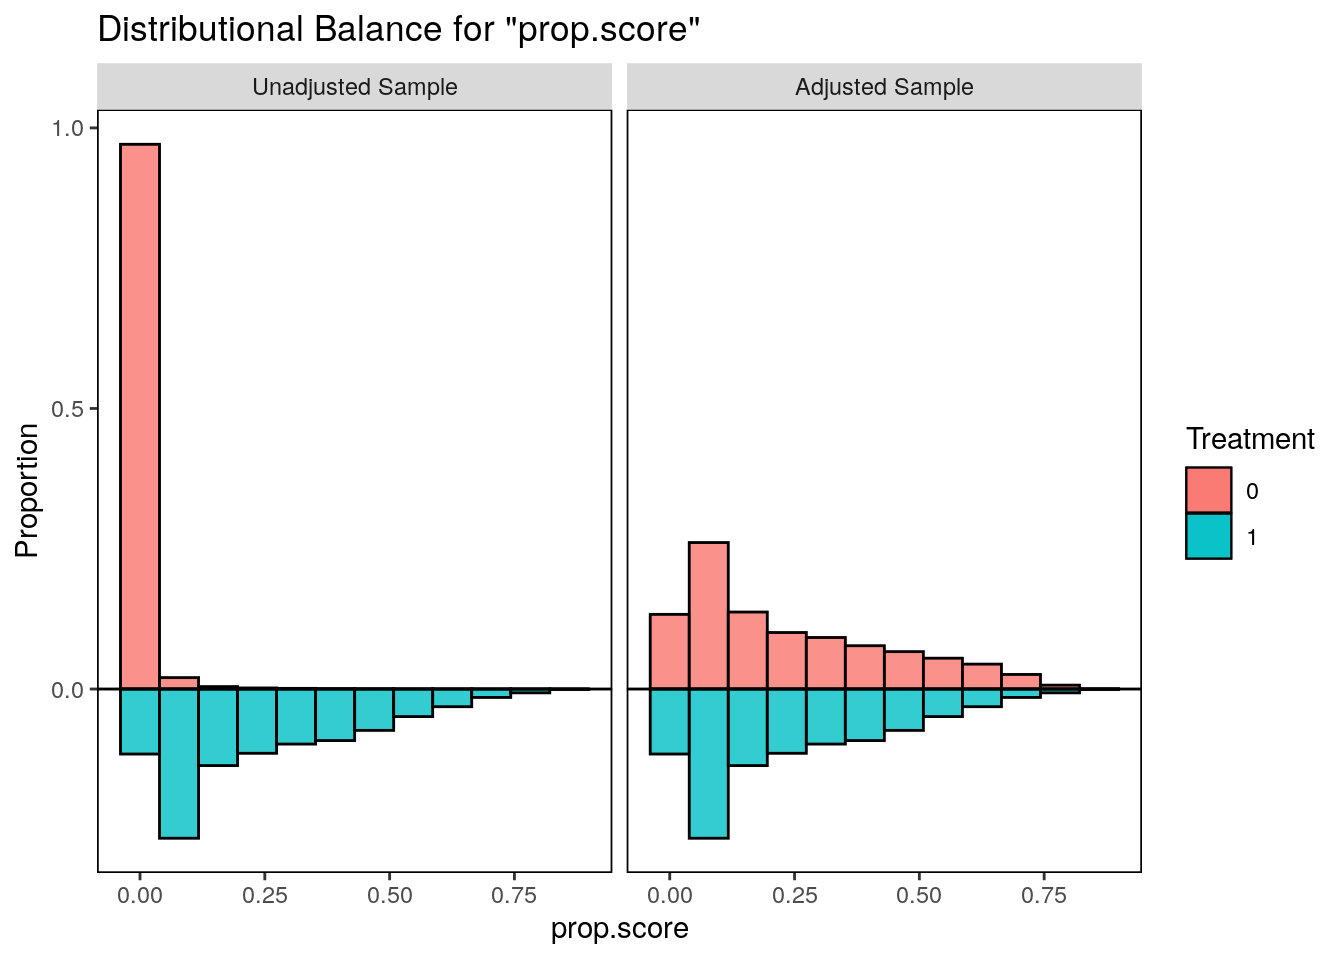 Distributional Balance for "prop.score"
Unadjusted Sample
Adjusted Sample
1.0
0.5
0.0
Proportion
0.00
0.25
0.50
0.75
0.00
0.25
0.50
0.75
prop.score
Treatment
0
1